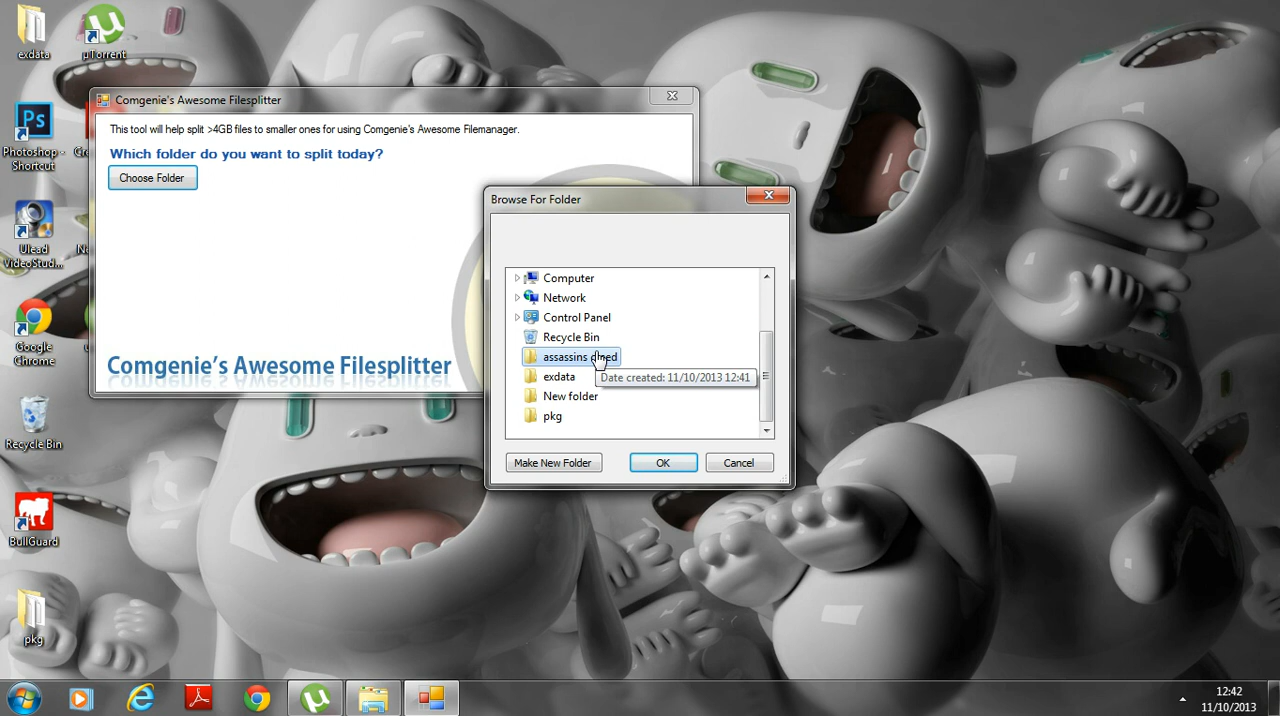 exdata
µTorrent
Photoshop - Shortcut
Ulead VideoStud...
Google Chrome
Recycle Bin
BullGuard
pkg
Comgenie's Awesome Filesplitter
This tool will help split >4GB files to smaller ones for using Comgenie's Awesome Filemanager.
Which folder do you want to split today?
Choose Folder
Comgenie's Awesome Filesplitter
Browse For Folder
Computer
Network
Control Panel
Recycle Bin
assassins
exdata
Date created: 11/10/2013 12:41
New folder
pkg
Make New Folder
OK
Cancel
Ps
12:42
11/10/2013